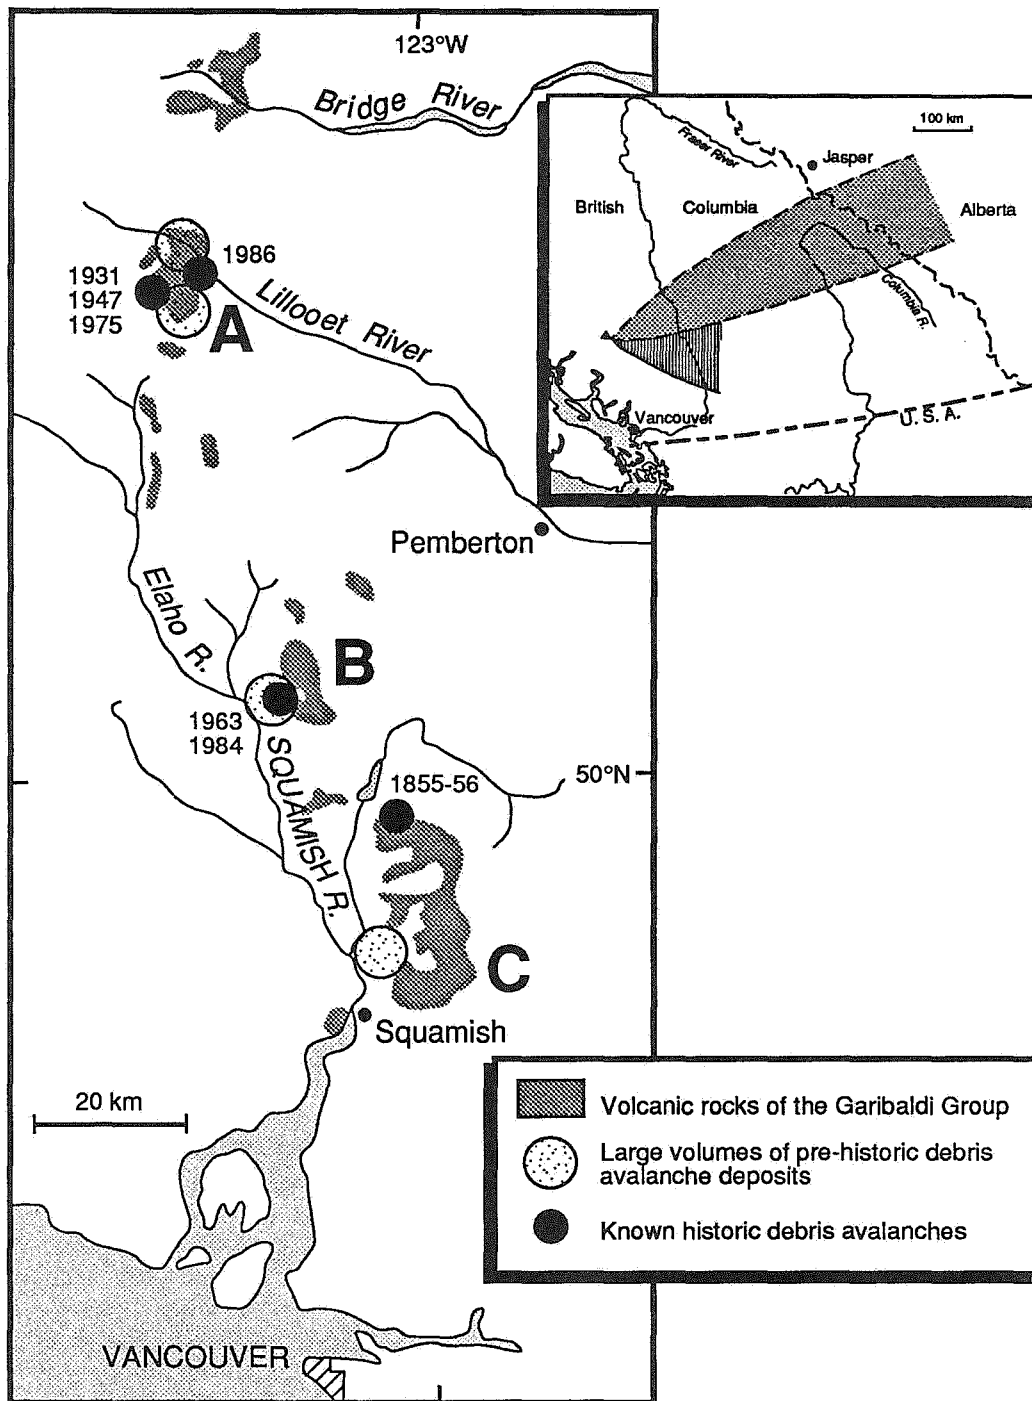 123°W
Bridge River
100 km
Fraser River
Jasper
British
Columbia
Alberta
Columbia R.
Vancouver
U. S. A.
1986
1931
1947
1975
A
Lillooet River
Pemberton
Elaho R.
B
1963
1984
SQUAMISH R.
50°N
1855-56
C
Squamish
20 km
VANCOUVER
Volcanic rocks of the Garibaldi Group
Large volumes of pre-historic debris
avalanche deposits
Known historic debris avalanches